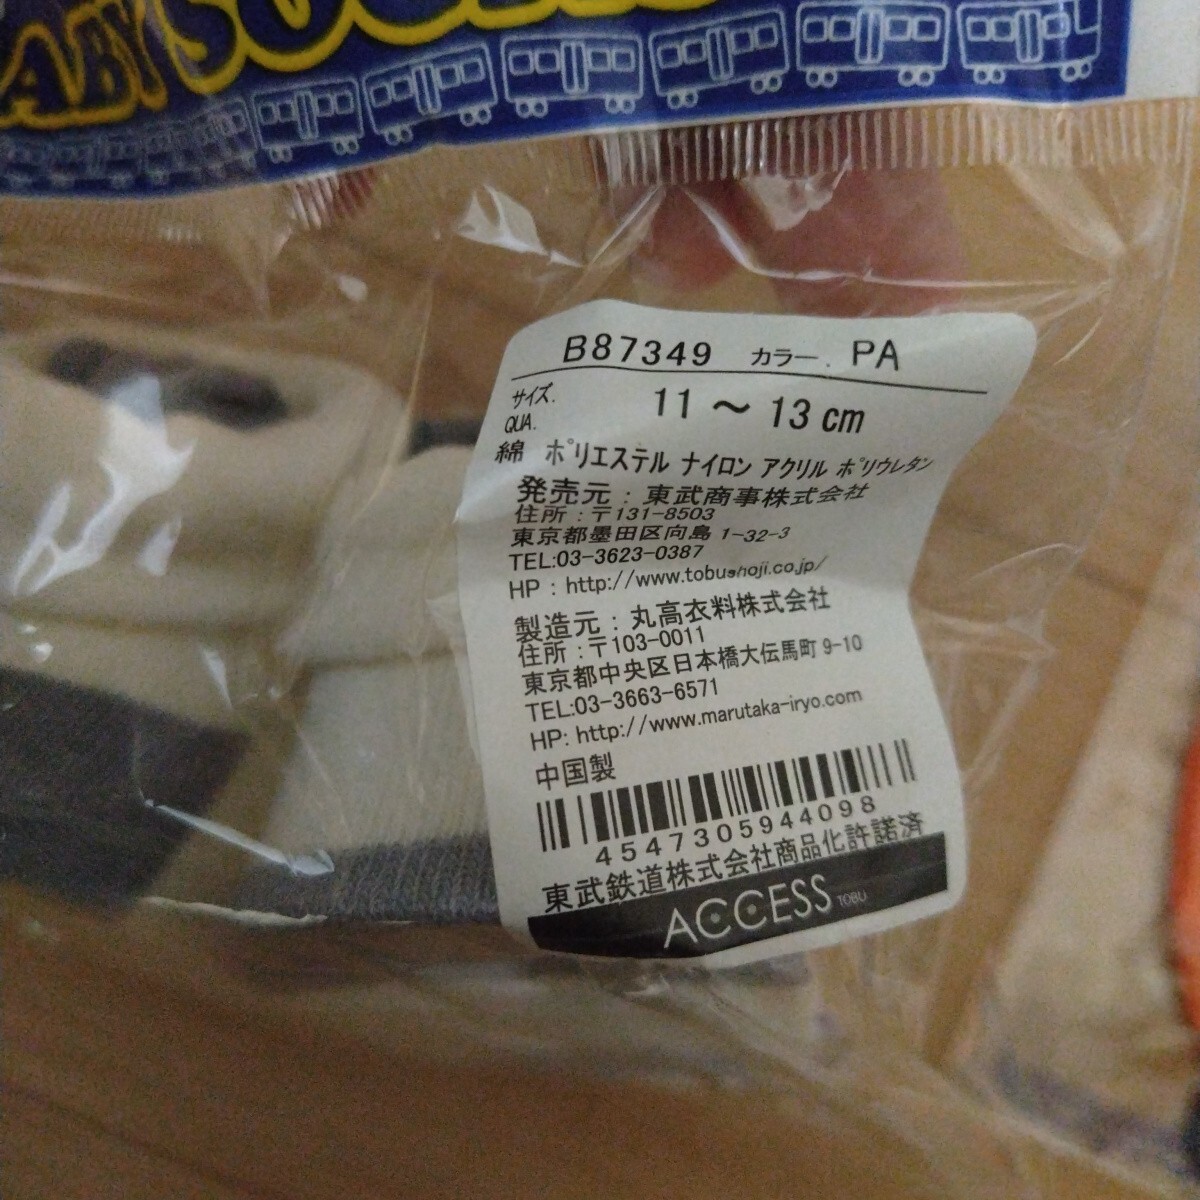 BABY SOCKS
B87349 カラー. PA
サイズ. 11 ～ 13 cm
QUA.
綿 ポリエステル ナイロン アクリル ポリウレタン
発売元 : 東武商事株式会社
住所 : 〒131-8503
東京都墨田区向島 1-32-3
TEL:03-3623-0387
HP : http://www.tobushoji.co.jp/
製造元 : 丸高衣料株式会社
住所 : 〒103-0011
東京都中央区日本橋大伝馬町 9-10
TEL:03-3663-6571
HP: http://www.marutaka-iryo.com
中国製
4547305944098
東武鉄道株式会社商品化許諾済
ACCESS TOBU